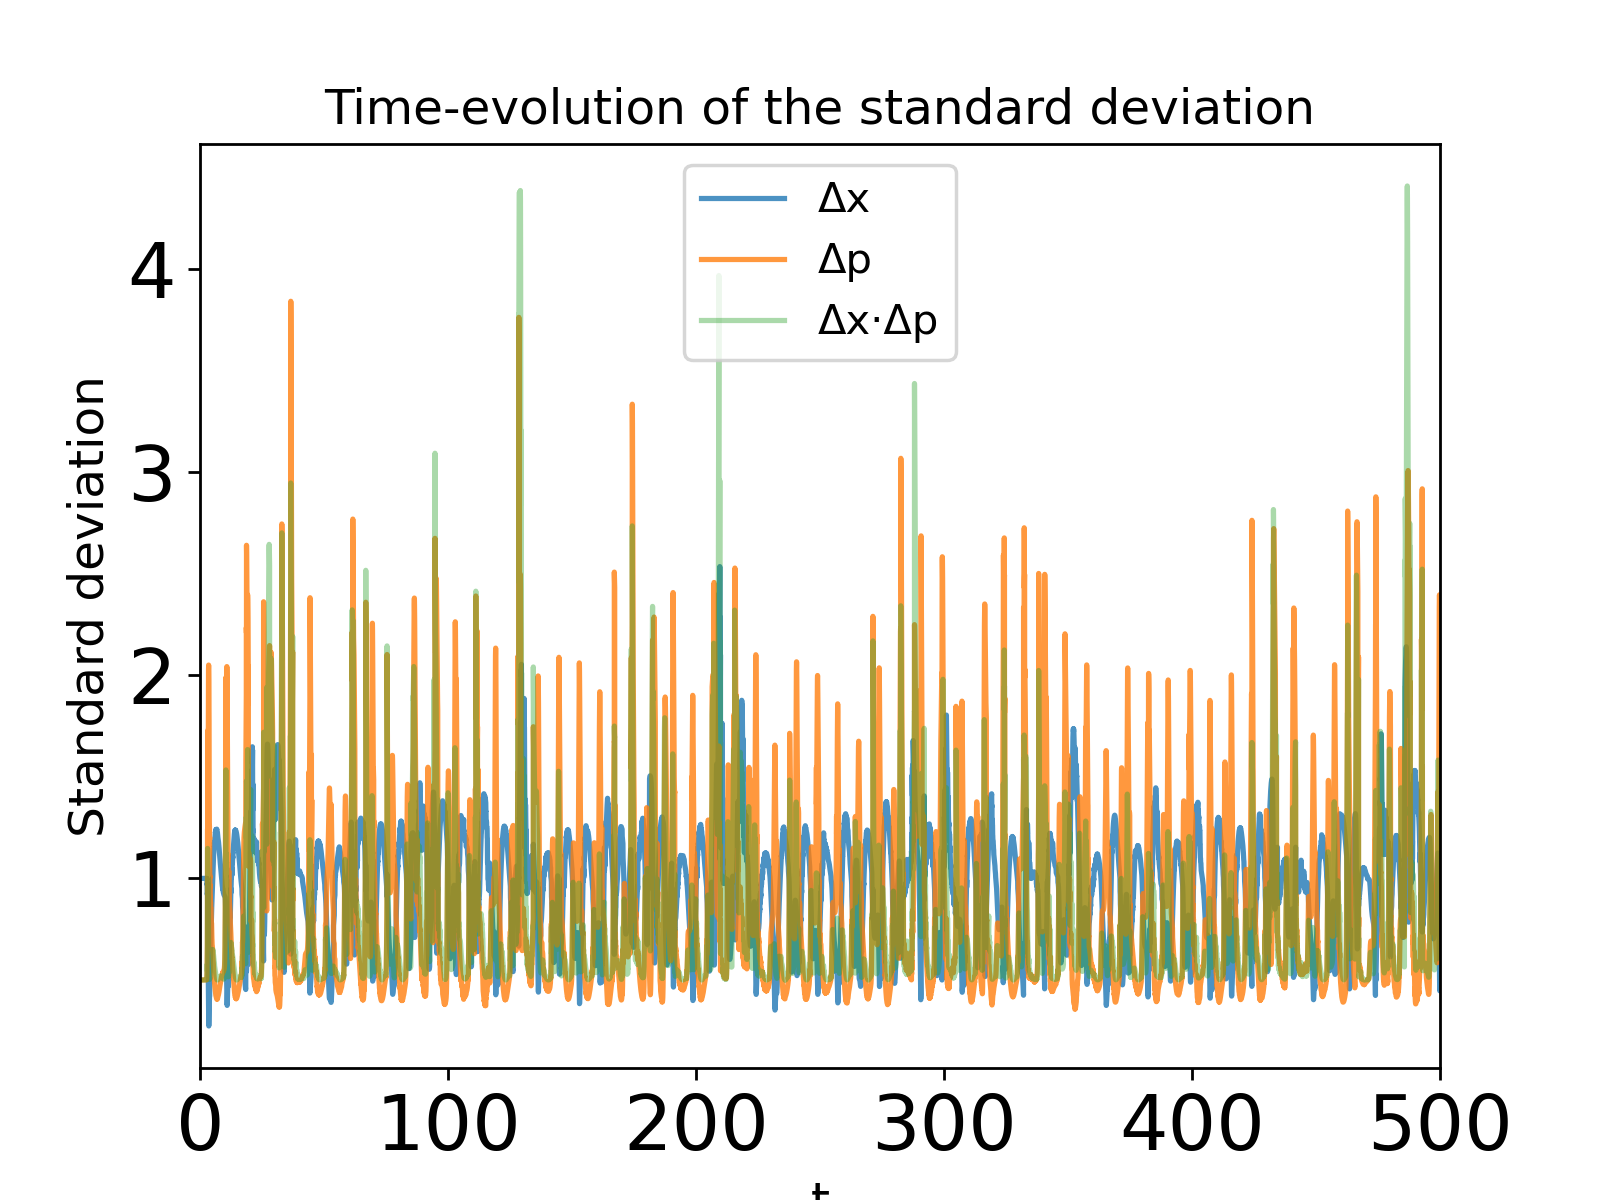 Time-evolution of the standard deviation
Δx
Δp
Δx·Δp
Standard deviation
4
3
2
1
0 100 200 300 400 500
t